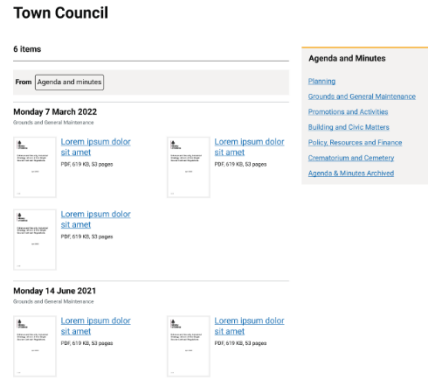 Town Council
6 items
From Agenda and minutes
Monday 7 March 2022
Grounds and General Maintenance
Lorem ipsum dolor
sit amet
PDF, 619 KB, 53 pages
Lorem ipsum dolor
sit amet
PDF, 619 KB, 53 pages
Lorem ipsum dolor
sit amet
PDF, 619 KB, 53 pages
Monday 14 June 2021
Grounds and General Maintenance
Lorem ipsum dolor
sit amet
PDF, 619 KB, 53 pages
Lorem ipsum dolor
sit amet
PDF, 619 KB, 53 pages
Agenda and Minutes
Planning
Grounds and General Maintenance
Promotions and Activities
Building and Civic Matters
Policy, Resources and Finance
Crematorium and Cemetery
Agenda & Minutes Archived